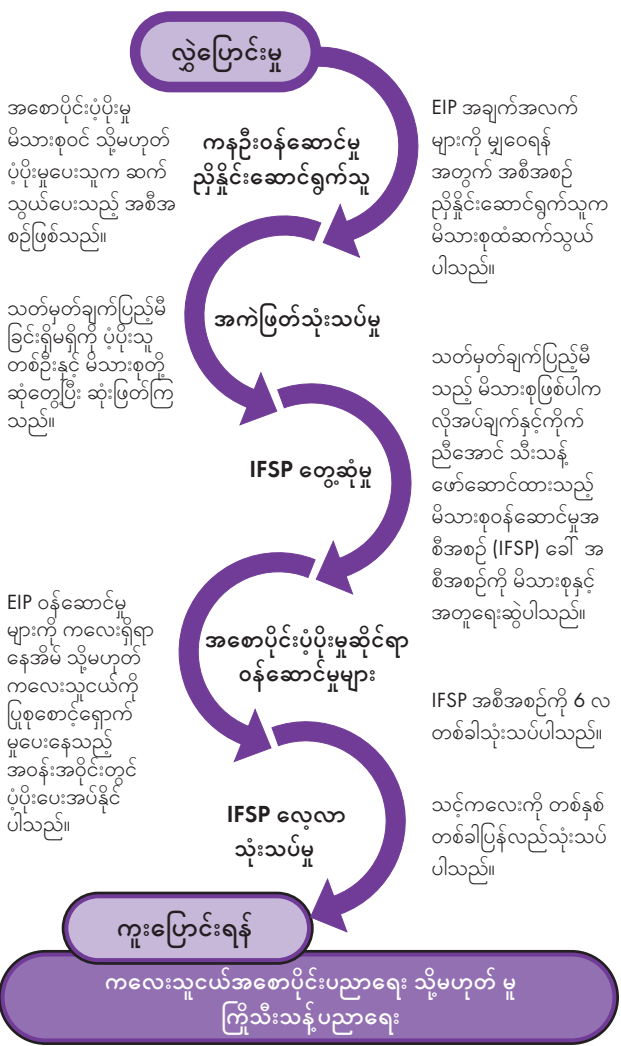 လွှဲပြောင်းမှု
အစောပိုင်းပံ့ပိုးမှု
မိသားစုဝင် သို့မဟုတ်
ပံ့ပိုးမှုပေးသူက ဆက်
သွယ်ပေးသည့် အစီအ
စဉ်ဖြစ်သည်။
ကနဦးဝန်ဆောင်မှု
ညှိနှိုင်းဆောင်ရွက်သူ
EIP အချက်အလက်
များကို မျှဝေရန်
အတွက် အစီအစဉ်
ညှိနှိုင်းဆောင်ရွက်သူက
မိသားစုထံဆက်သွယ်
ပါသည်။
သတ်မှတ်ချက်ပြည့်မီ
ခြင်းရှိမရှိကို ပံ့ပိုးသူ
တစ်ဦးနှင့် မိသားစုတို့
ဆုံတွေ့ပြီး ဆုံးဖြတ်ကြ
သည်။
အကဲဖြတ်သုံးသပ်မှု
IFSP တွေ့ဆုံမှု
သတ်မှတ်ချက်ပြည့်မီ
သည့် မိသားစုဖြစ်ပါက
လိုအပ်ချက်နှင့်ကိုက်
ညီအောင် သီးသန့်
ဖော်ဆောင်ထားသည့်
မိသားစုဝန်ဆောင်မှုအ
စီအစဉ် (IFSP) ခေါ် အ
စီအစဉ်ကို မိသားစုနှင့်
အတူရေးဆွဲပါသည်။
EIP ဝန်ဆောင်မှု
များကို ကလေးရှိရာ
နေအိမ် သို့မဟုတ်
ကလေးသူငယ်ကို
ပြုစုစောင့်ရှောက်
မှုပေးနေသည့်
အဝန်းအဝိုင်းတွင်
ပံ့ပိုးပေးအပ်နိုင်
ပါသည်။
အစောပိုင်းပံ့ပိုးမှုဆိုင်ရာ
ဝန်ဆောင်မှုများ
IFSP အစီအစဉ်ကို 6 လ
တစ်ခါသုံးသပ်ပါသည်။
IFSP လေ့လာ
သုံးသပ်မှု
သင့်ကလေးကို တစ်နှစ်
တစ်ခါပြန်လည်သုံးသပ်
ပါသည်။
ကူးပြောင်းရန်
ကလေးသူငယ်အစောပိုင်းပညာရေး သို့မဟုတ် မူ
ကြိုသီးသန့်ပညာရေး